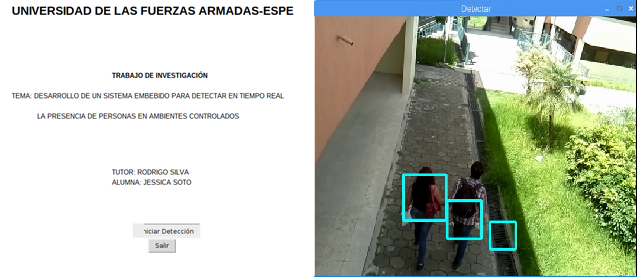 UNIVERSIDAD DE LAS FUERZAS ARMADAS-ESPE
TRABAJO DE INVESTIGACIÓN
TEMA: DESARROLLO DE UN SISTEMA EMBEBIDO PARA DETECTAR EN TIEMPO REAL
LA PRESENCIA DE PERSONAS EN AMBIENTES CONTROLADOS
TUTOR: RODRIGO SILVA
ALUMNA: JESSICA SOTO
niciar Detección
Salir
Detectar